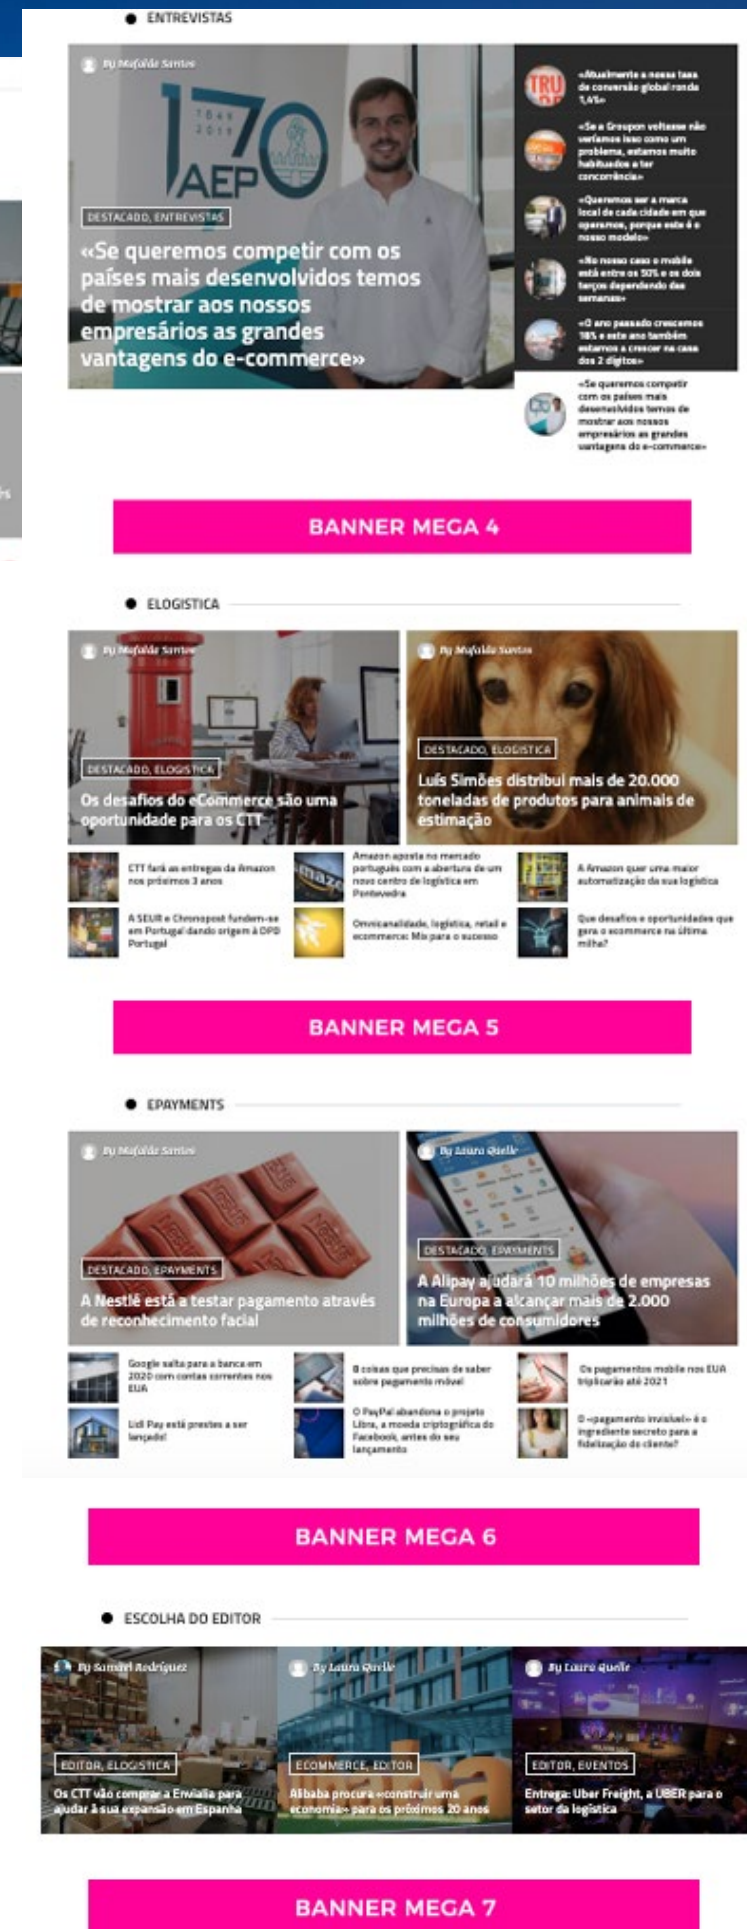 ENTREVISTAS
By Mafalda Santos
1849
2019
170
AEP
DESTACADO, ENTREVISTAS
«Se queremos competir com os
países mais desenvolvidos temos
de mostrar aos nossos
empresários as grandes
vantagens do e-commerce»
TRU
«Atualmente a nossa taxa
de conversão global ronda
1,4%»
«Se a Groupon voltasse não
veríamos isso como um
problema, estamos muito
habituados a ter
concorrência»
«Queremos ser a marca
local de cada cidade em que
operamos, porque este é o
nosso modelo»
«No nosso caso o mobile
está entre os 50% e os dois
terços dependendo das
semanas»
«O ano passado crescemos
18% e este ano também
estamos a crescer na casa
dos 2 dígitos»
«Se queremos competir
com os países mais
desenvolvidos temos de
mostrar aos nossos
empresários as grandes
vantagens do e-commerce»
BANNER MEGA 4
ELOGISTICA
By Mafalda Santos
DESTACADO, ELOGISTICA
Os desafios do eCommerce são uma
oportunidade para os CTT
By Mafalda Santos
DESTACADO, ELOGISTICA
Luís Simões distribui mais de 20.000
toneladas de produtos para animais de
estimação
CTT fará as entregas da Amazon
nos próximos 3 anos
Amazon aposta no mercado
português com a abertura de um
novo centro de logística em
Pontevedra
A Amazon quer uma maior
automatização da sua logística
A SEUR e Chronopost fundem-se
em Portugal dando origem à DPD
Portugal
Omnicanalidade, logística, retail e
ecommerce: Mix para o sucesso
Que desafios e oportunidades que
gera o ecommerce na última
milha?
BANNER MEGA 5
EPAYMENTS
By Mafalda Santos
DESTACADO, EPAYMENTS
A Nestlé está a testar pagamento através
de reconhecimento facial
By Laura Quelle
DESTACADO, EPAYMENTS
A Alipay ajudará 10 milhões de empresas
na Europa a alcançar mais de 2.000
milhões de consumidores
Google salta para a banca em
2020 com contas correntes nos
EUA
8 coisas que precisas de saber
sobre pagamento móvel
Os pagamentos mobile nos EUA
triplicarão até 2021
Lidl Pay está prestes a ser
lançado!
O PayPal abandona o projeto
Libra, a moeda criptográfica do
Facebook, antes do seu
lançamento
O «pagamento invisível» é o
ingrediente secreto para a
fidelização do cliente?
BANNER MEGA 6
ESCOLHA DO EDITOR
By Samuel Rodríguez
EDITOR, ELOGISTICA
Os CTT vão comprar a Envialia para
ajudar à sua expansão em Espanha
By Laura Quelle
ECOMMERCE, EDITOR
Alibaba procura «construir uma
economia» para os próximos 20 anos
By Laura Quelle
EDITOR, EVENTOS
Entrega: Uber Freight, a UBER para o
setor da logística
BANNER MEGA 7